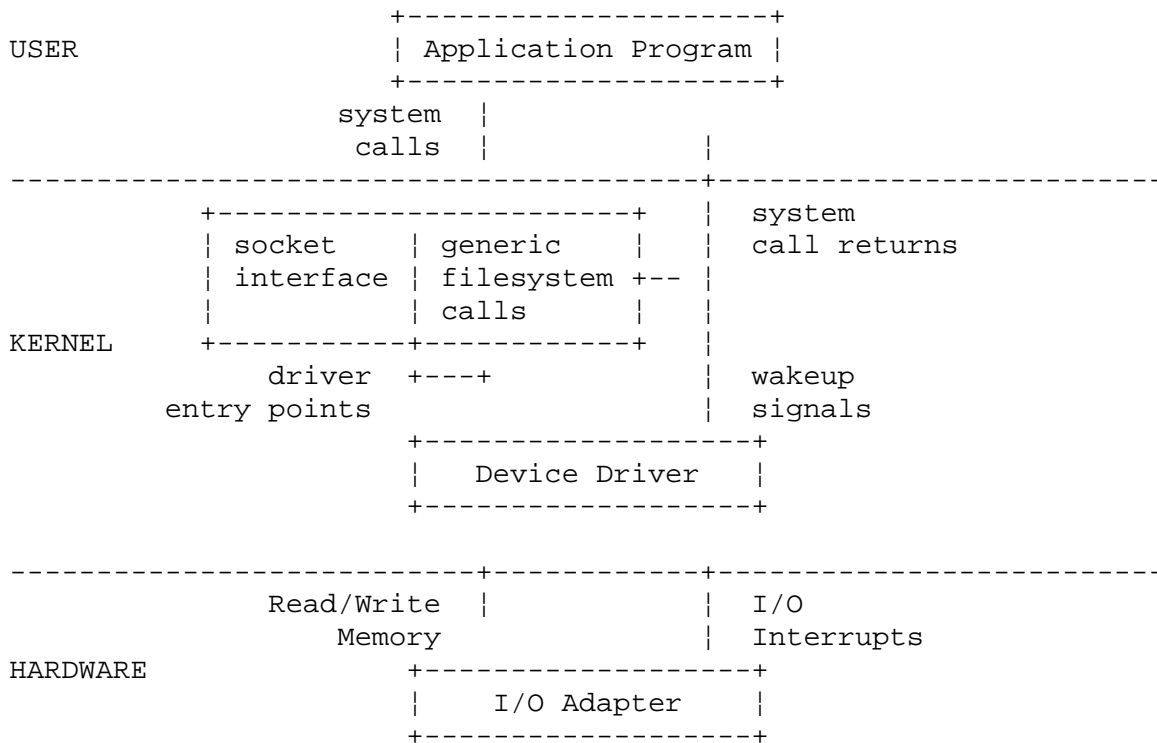 USER Application Program
system
calls
system
socket generic call returns
interface filesystem
calls
KERNEL
driver wakeup
entry points signals
Device Driver
Read/Write I/O
Memory Interrupts
HARDWARE
I/O Adapter